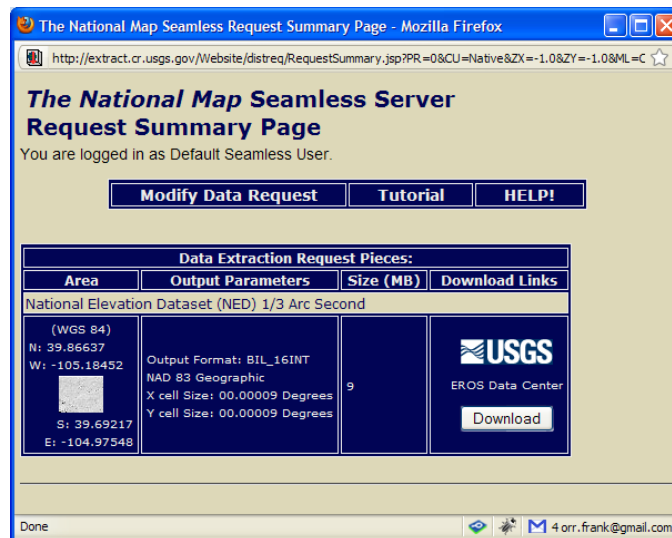 The National Map Seamless Request Summary Page - Mozilla Firefox
http://extract.cr.usgs.gov/Website/distreq/RequestSummary.jsp?PR=0&CU=Native&ZX=-1.0&ZY=-1.0&ML=C
The National Map Seamless Server
Request Summary Page
You are logged in as Default Seamless User.
Modify Data Request Tutorial HELP!
Data Extraction Request Pieces:
Area Output Parameters Size (MB) Download Links
National Elevation Dataset (NED) 1/3 Arc Second
(WGS 84)
N: 39.86637
W: -105.18452
S: 39.69217
E: -104.97548
Output Format: BIL_16INT
NAD 83 Geographic
X cell Size: 00.00009 Degrees
Y cell Size: 00.00009 Degrees
9
USGS
EROS Data Center
Download
Done
4 orr.frank@gmail.com